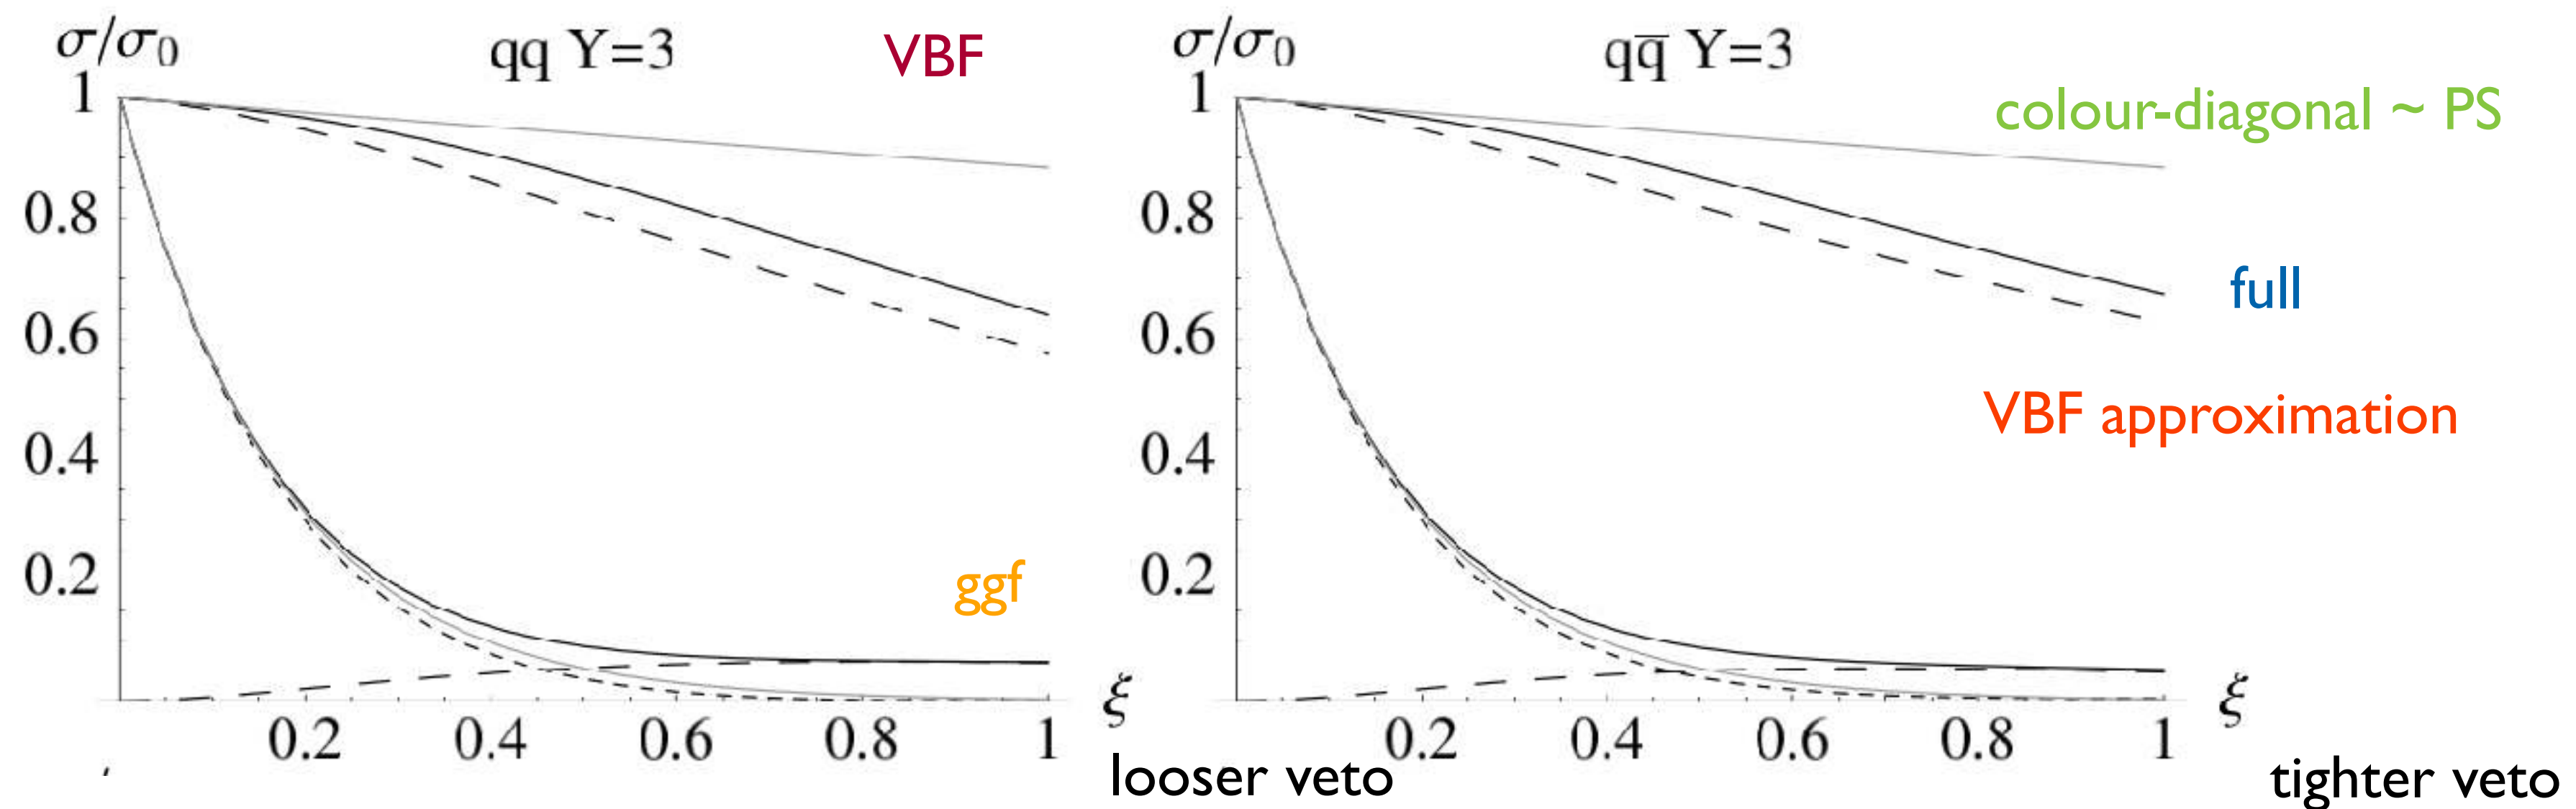 σ/σ0
qq Y=3
VBF
1
0.8
0.6
0.4
0.2
ggf
ξ
0.2 0.4 0.6 0.8 1
looser veto
σ/σ0
qq̅ Y=3
colour-diagonal ~ PS
1
0.8
full
0.6
VBF approximation
0.4
0.2
ξ
0.2 0.4 0.6 0.8 1
tighter veto